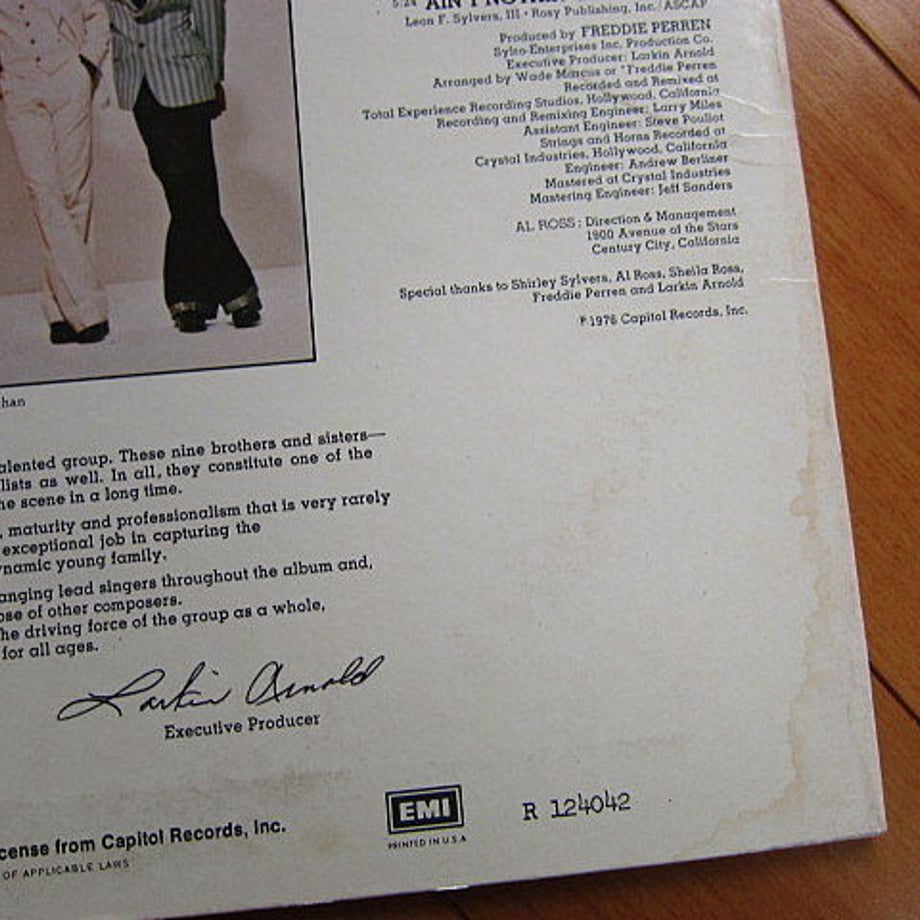 5:24 AIN'T
Leon F. Sylvers, III • Rosy Publishing, Inc./ASCAP
Produced by FREDDIE PERREN
Sylco-Enterprises Inc. Production Co.
Executive Producer: Larkin Arnold
Arranged by Wade Marcus or *Freddie Perren
Recorded and Remixed at
Total Experience Recording Studios, Hollywood, California
Recording and Remixing Engineer: Larry Miles
Assistant Engineer: Steve Pouliot
Strings and Horns Recorded at
Crystal Industries, Hollywood, California
Engineer: Andrew Berliner
Mastered at Crystal Industries
Mastering Engineer: Jeff Sanders
AL ROSS: Direction & Management
1900 Avenue of the Stars
Century City, California
Special thanks to Shirley Sylvers, Al Ross, Sheila Ross,
Freddie Perren and Larkin Arnold
℗ 1976 Capitol Records, Inc.
han
alented group. These nine brothers and sisters—
lists as well. In all, they constitute one of the
he scene in a long time.
, maturity and professionalism that is very rarely
exceptional job in capturing the
ynamic young family.
anging lead singers throughout the album and,
ose of other composers.
he driving force of the group as a whole,
for all ages.
Larkin Arnold
Executive Producer
EMI
PRINTED IN U.S.A.
R 124042
cense from Capitol Records, Inc.
OF APPLICABLE LAWS